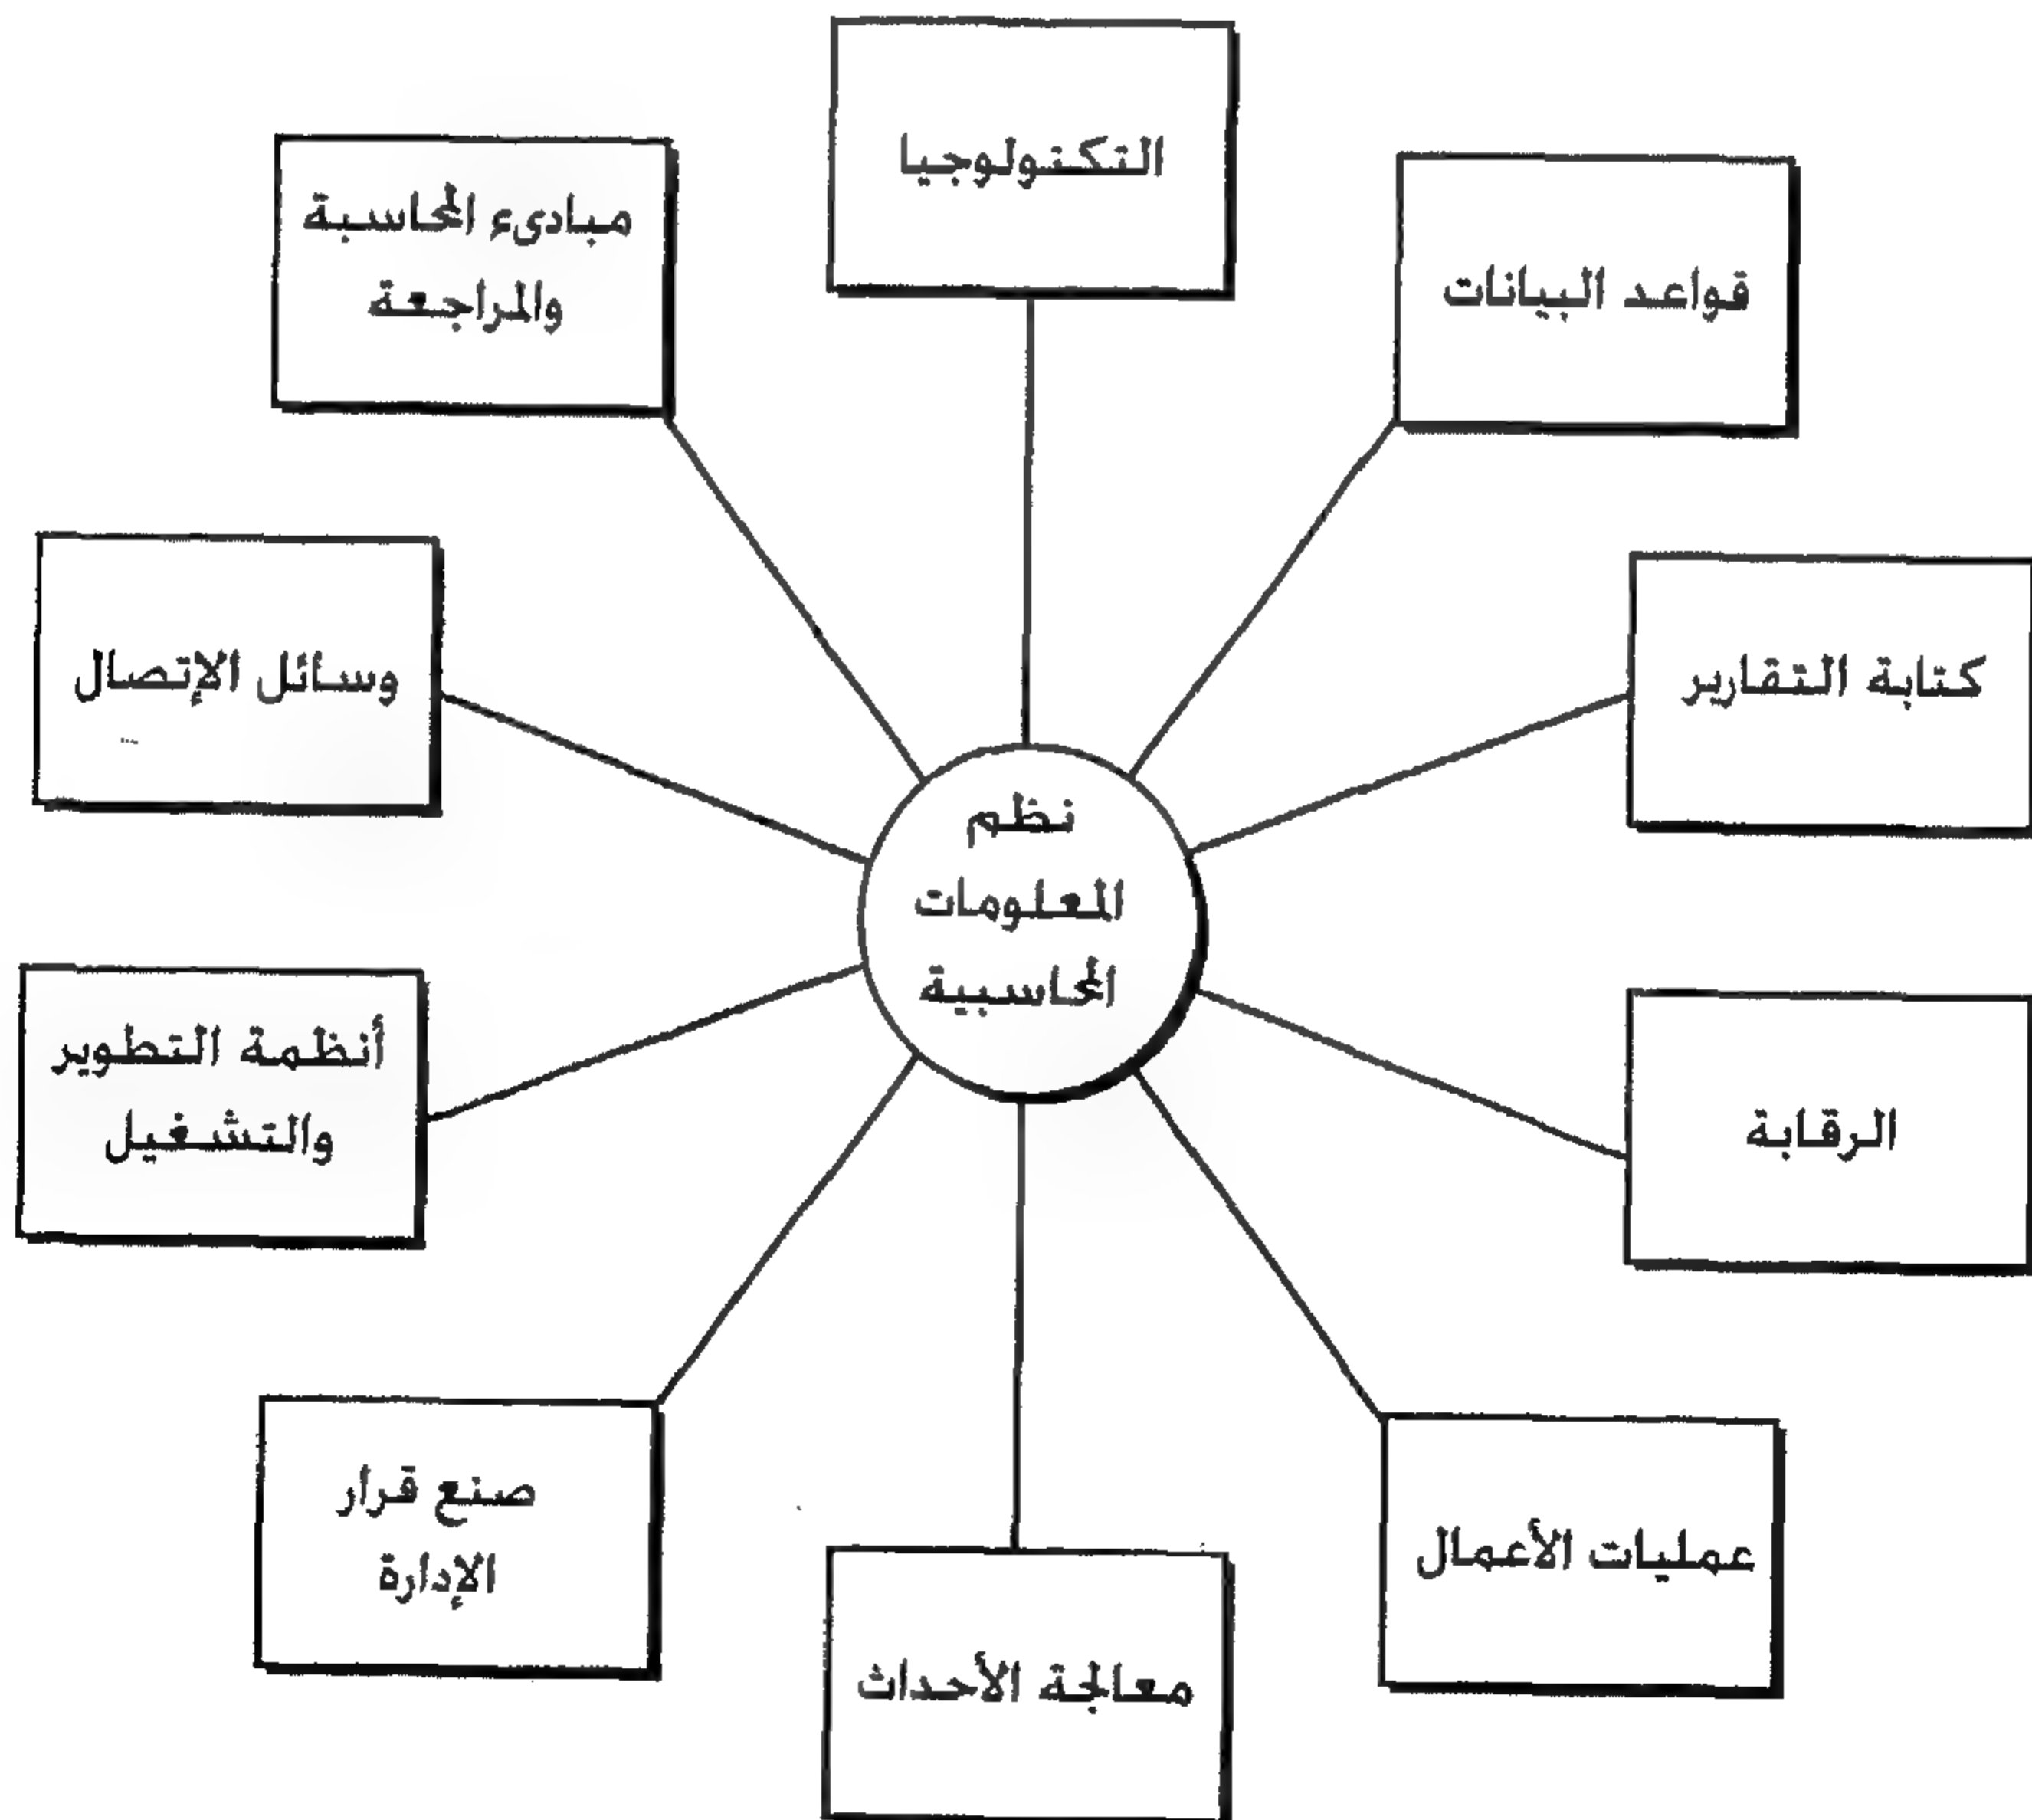 التكنولوجيا
قواعد البيانات
كتابة التقارير
الرقابة
عمليات الأعمال
معالجة الأحداث
صنع قرار
الإدارة
أنظمة التطوير
والتشغيل
وسائل الإتصال
مبادىء المحاسبة
والمراجعة
نظم
المعلومات
المحاسبية